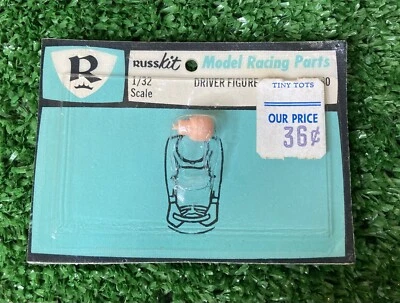 R
RUSSKIT Model Racing Parts
1/32 Scale
DRIVER FIGURE
TINY TOTS
OUR PRICE
36¢